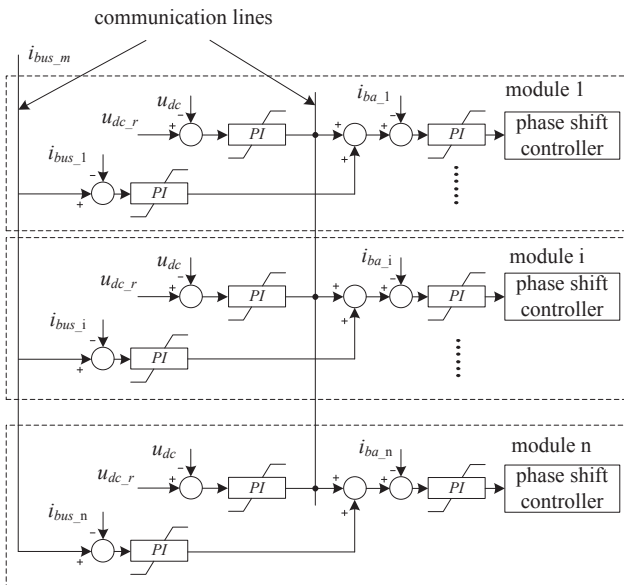 communication lines
i_bus_m
module 1
u_dc
i_ba_1
u_dc_r
PI
PI
phase shift
controller
i_bus_1
PI
module i
u_dc
i_ba_i
u_dc_r
PI
PI
phase shift
controller
i_bus_i
PI
module n
u_dc
i_ba_n
u_dc_r
PI
PI
phase shift
controller
i_bus_n
PI